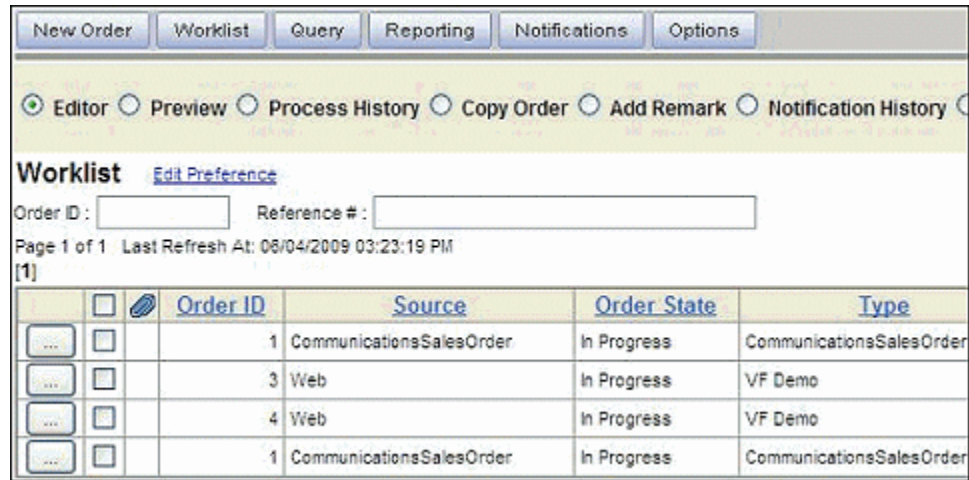 New Order Worklist Query Reporting Notifications Options
Editor Preview Process History Copy Order Add Remark Notification History
Worklist Edit Preference
Order ID : Reference # :
Page 1 of 1 Last Refresh At: 06/04/2009 03:23:19 PM
[1]
Order ID Source Order State Type
... 1 CommunicationsSalesOrder In Progress CommunicationsSalesOrder
... 3 Web In Progress VF Demo
... 4 Web In Progress VF Demo
... 1 CommunicationsSalesOrder In Progress CommunicationsSalesOrder